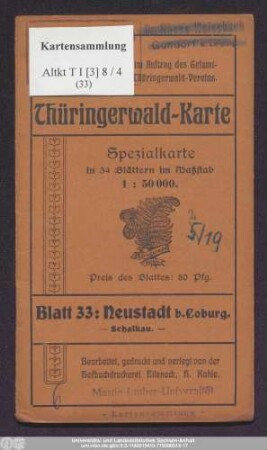 Kartensammlung
Altkt T I [3] 8 / 4
(33)
im Auftrag des Gesamt-
Thüringerwald-Vereins.
Thüringerwald-Karte
Spezialkarte
in 34 Blättern im Maßstab
1 : 50 000.
5/19
Preis des Blattes: 80 Pfg.
Blatt 33: Neustadt b. Coburg.
Schalkau.
Bearbeitet, gestochen und verlegt von der
Hofbuchdruckerei Eisenach, H. Kahle.
Martin-Luther-Universität
- Kartensammlung -
Universitäts- und Landesbibliothek Sachsen-Anhalt